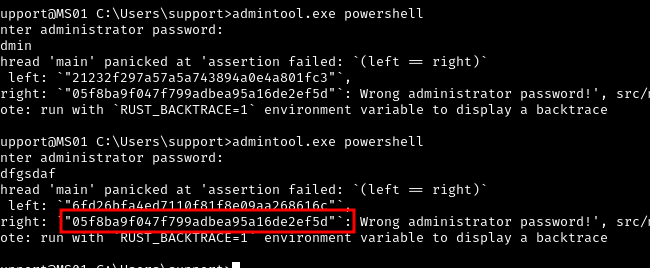 upport@MS01 C:\Users\support>admintool.exe powershell
nter administrator password:
dmin
hread 'main' panicked at 'assertion failed: `(left == right)`
left: `"21232f297a57a5a743894a0e4a801fc3"`,
right: `"05f8ba9f047f799adbea95a16de2ef5d"`: Wrong administrator password!', src/
ote: run with `RUST_BACKTRACE=1` environment variable to display a backtrace
upport@MS01 C:\Users\support>admintool.exe powershell
nter administrator password:
dfgsdaf
hread 'main' panicked at 'assertion failed: `(left == right)`
left: `"6fd26bfa4ed7110f81f8e09aa268616c"`,
right: `"05f8ba9f047f799adbea95a16de2ef5d"`: Wrong administrator password!', src/
ote: run with `RUST_BACKTRACE=1` environment variable to display a backtrace
upport@MS01 C:\Users\support>